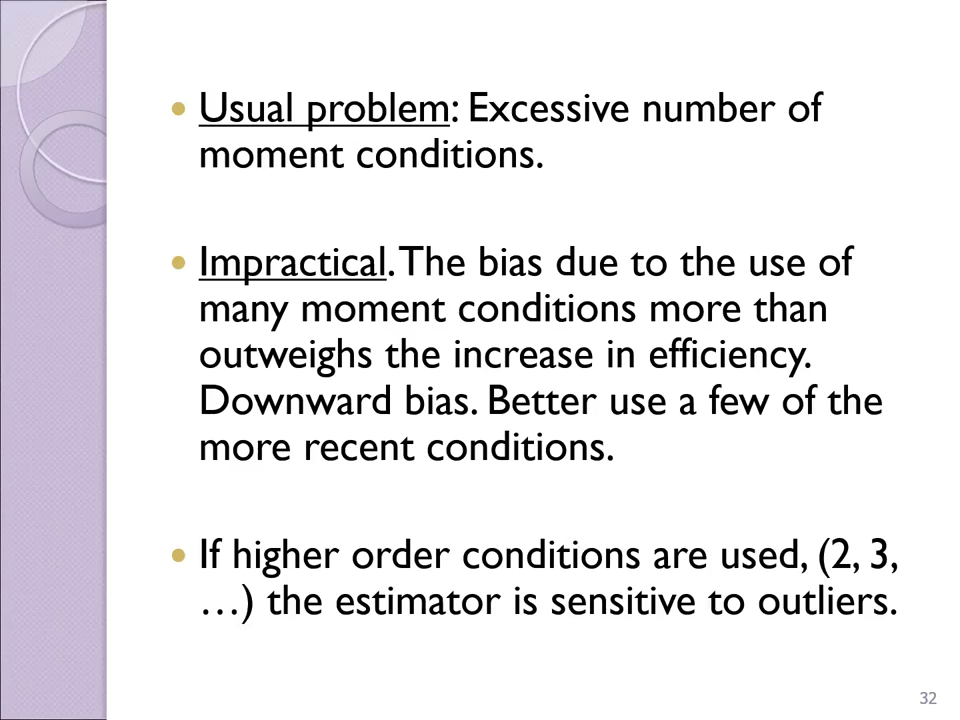 Usual problem: Excessive number of
moment conditions.
Impractical. The bias due to the use of
many moment conditions more than
outweighs the increase in efficiency.
Downward bias. Better use a few of the
more recent conditions.
If higher order conditions are used, (2, 3,
…) the estimator is sensitive to outliers.
32